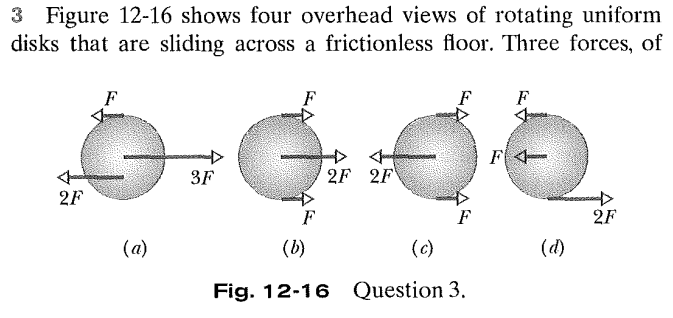 3 Figure 12-16 shows four overhead views of rotating uniform
disks that are sliding across a frictionless floor. Three forces, of
F F F F
3F 2F 2F F
2F F F 2F
(a) (b) (c) (d)
Fig. 12-16 Question 3.